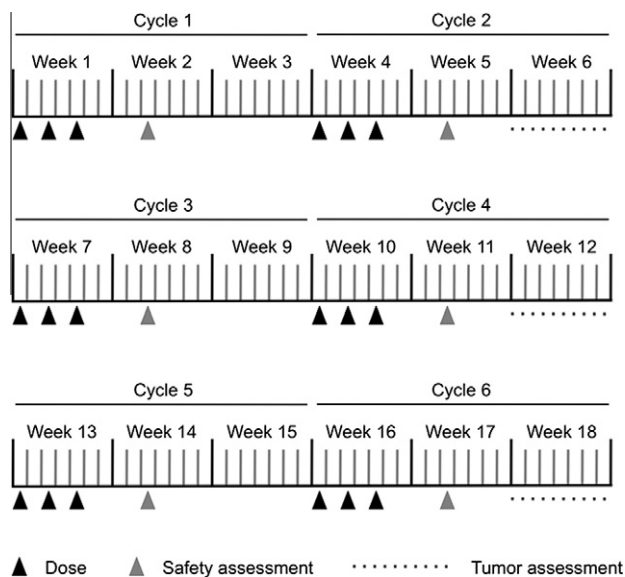 Cycle 1 Cycle 2
Week 1 Week 2 Week 3 Week 4 Week 5 Week 6
Cycle 3 Cycle 4
Week 7 Week 8 Week 9 Week 10 Week 11 Week 12
Cycle 5 Cycle 6
Week 13 Week 14 Week 15 Week 16 Week 17 Week 18
Dose Safety assessment Tumor assessment